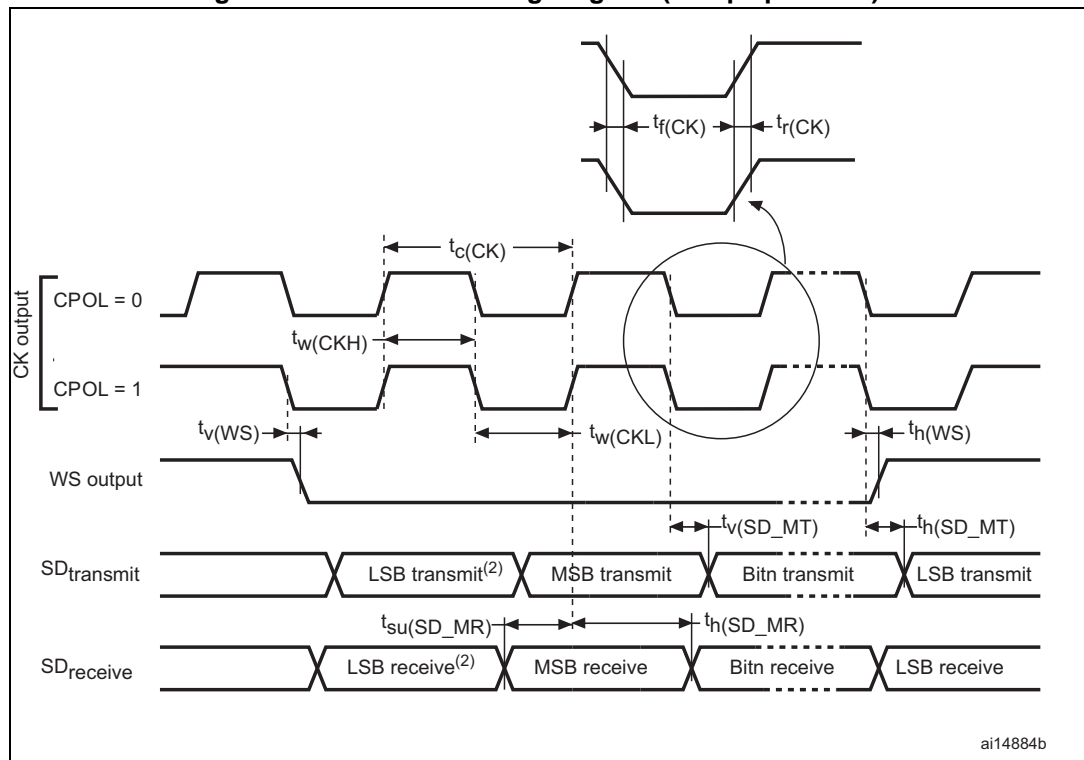 tf(CK)
tr(CK)
tc(CK)
CK output
CPOL = 0
tw(CKH)
CPOL = 1
tv(WS)
tw(CKL)
th(WS)
WS output
tv(SD_MT)
th(SD_MT)
SDtransmit
LSB transmit(2)
MSB transmit
Bitn transmit
LSB transmit
tsu(SD_MR)
th(SD_MR)
SDreceive
LSB receive(2)
MSB receive
Bitn receive
LSB receive
ai14884b